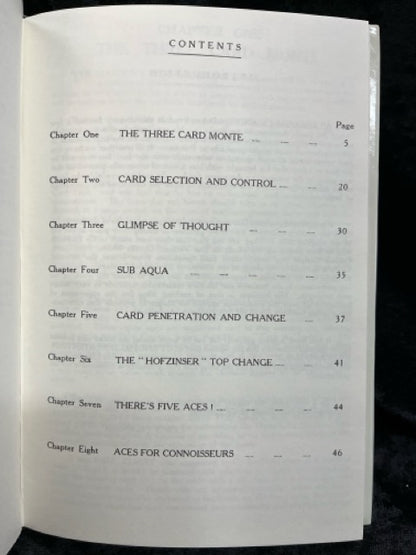 CONTENTS
Page
Chapter One THE THREE CARD MONTE ... ... ... 5
Chapter Two CARD SELECTION AND CONTROL ... ... 20
Chapter Three GLIMPSE OF THOUGHT ... ... ... 30
Chapter Four SUB AQUA ... ... ... ... ... 35
Chapter Five CARD PENETRATION AND CHANGE ... 37
Chapter Six THE "HOFZINSER" TOP CHANGE ... ... 41
Chapter Seven THERE'S FIVE ACES ! ... ... ... ... 44
Chapter Eight ACES FOR CONNOISSEURS ... ... ... 46